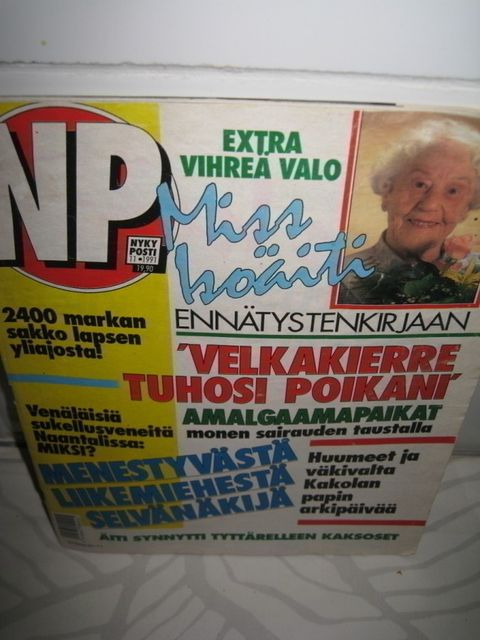 NP
NYKY
POSTI
11•1991
19,90
EXTRA
VIHREÄ VALO
Miss
Isoäiti
ENNÄTYSTENKIRJAAN
2400 markan
sakko lapsen
yliajosta!
'VELKAKIERRE
TUHOSI POIKANI'
AMALGAAMAPAIKAT
monen sairauden taustalla
Venäläisiä
sukellusveneitä
Naantalissa:
MIKSI?
MENESTYVÄSTÄ
LIIKEMIEHESTÄ
SELVÄNÄKIJÄ
Huumeet ja
väkivalta
Kakolan
papin
arkipäivää
ÄITI SYNNYTTI TYTTÄRELLEEN KAKSOSET